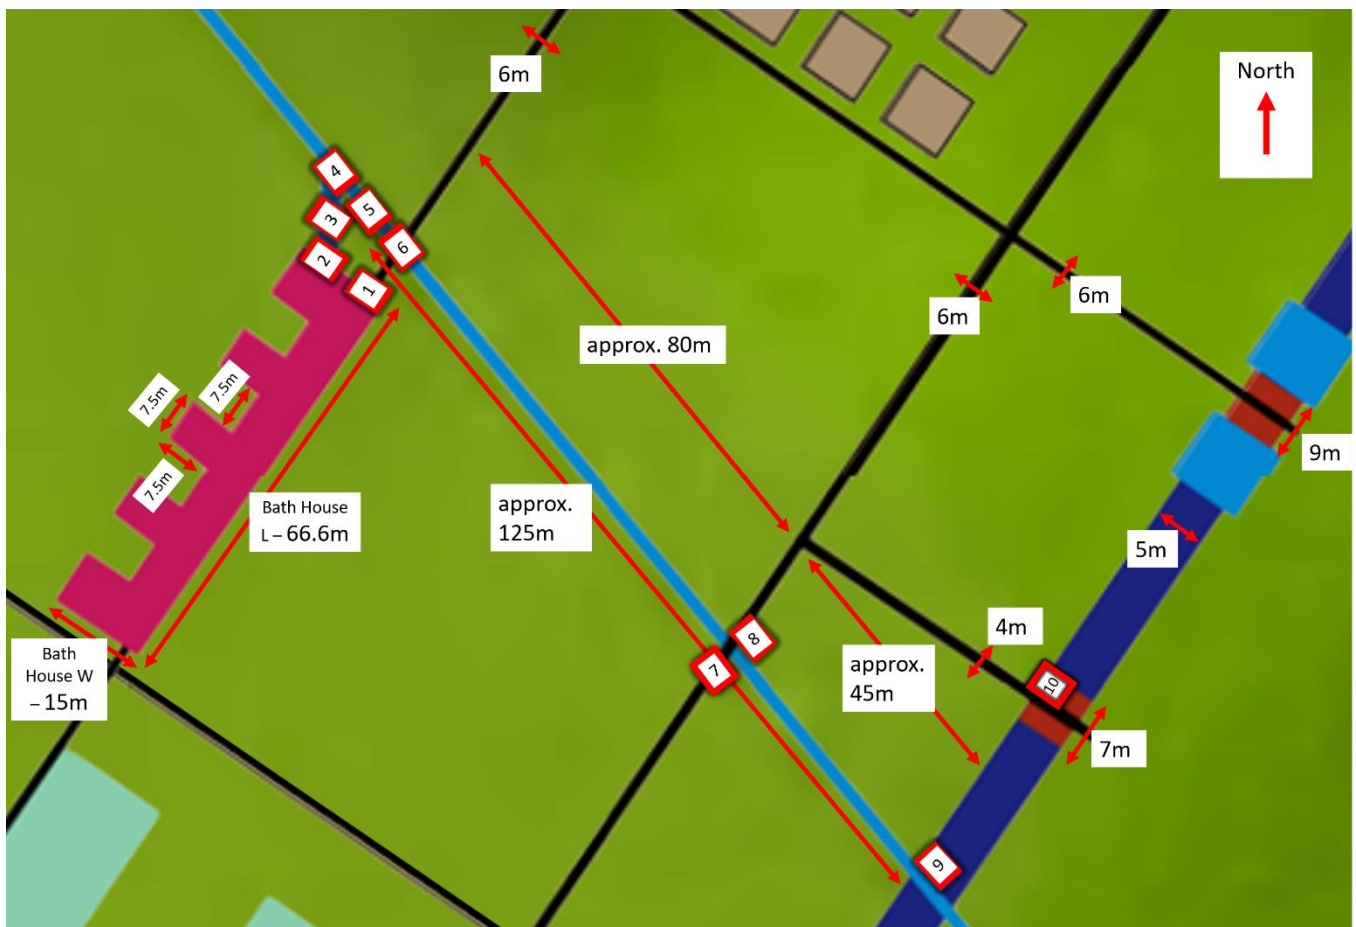 6m
North
4
5
3
6
2
1
6m
6m
approx. 80m
7.5m
7.5m
7.5m
9m
Bath House
L – 66.6m
approx.
125m
5m
4m
8
Bath
House W
– 15m
7
approx.
45m
10
7m
9